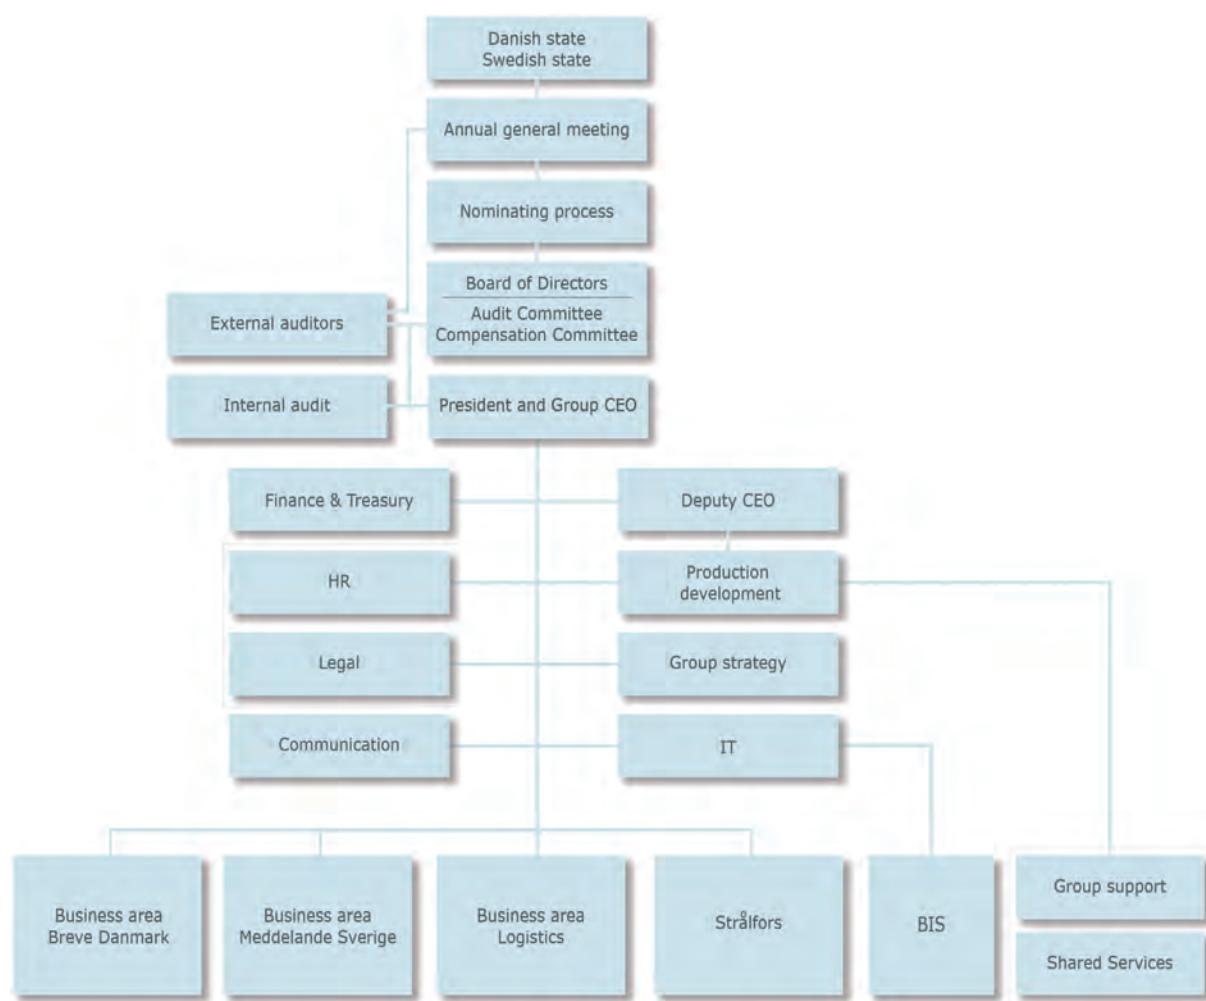 Danish state
Swedish state
Annual general meeting
Nominating process
Board of Directors
Audit Committee
Compensation Committee
External auditors
Internal audit
President and Group CEO
Finance & Treasury
Deputy CEO
HR
Production
development
Legal
Group strategy
Communication
IT
Business area
Breve Danmark
Business area
Meddelande Sverige
Business area
Logistics
Strålfors
BIS
Group support
Shared Services